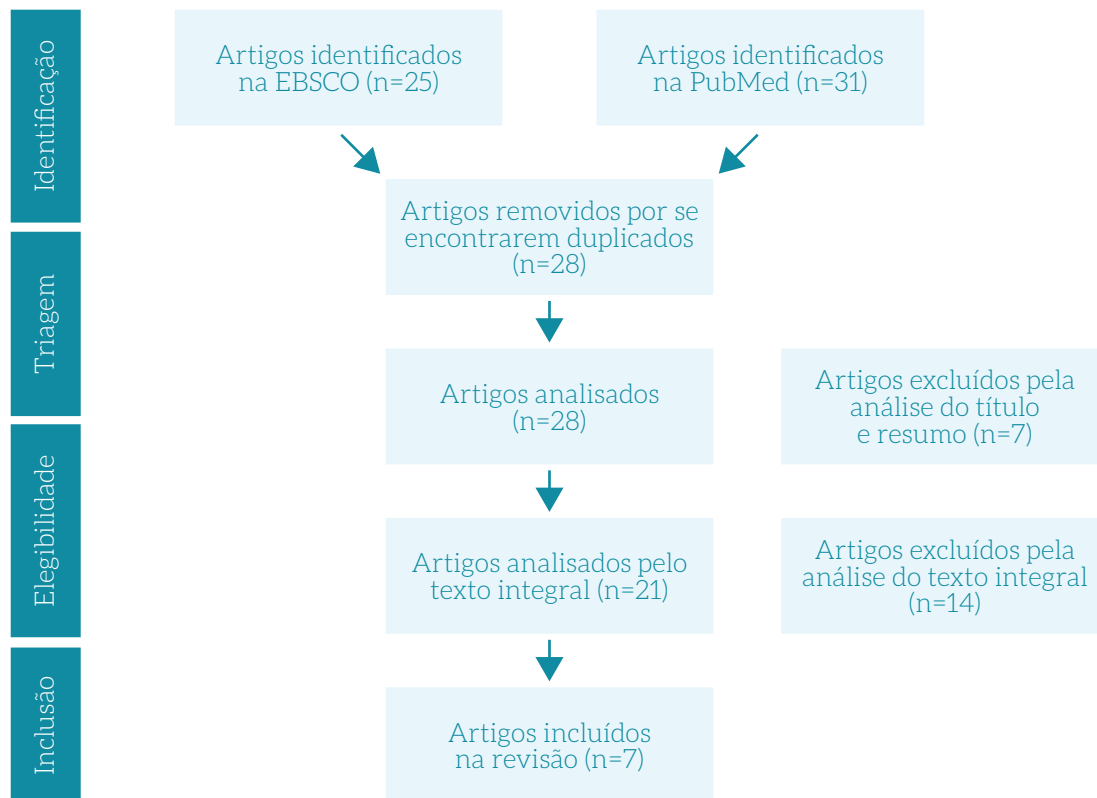 Identificação
Artigos identificados
na EBSCO (n=25)
Artigos identificados
na PubMed (n=31)
Artigos removidos por se
encontrarem duplicados
(n=28)
Triagem
Artigos analisados
(n=28)
Artigos excluídos pela
análise do título
e resumo (n=7)
Elegibilidade
Artigos analisados pelo
texto integral (n=21)
Artigos excluídos pela
análise do texto integral
(n=14)
Inclusão
Artigos incluídos
na revisão (n=7)